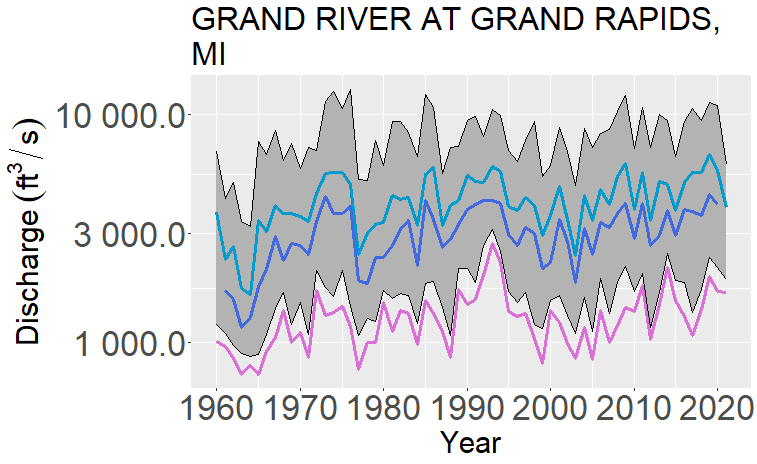 GRAND RIVER AT GRAND RAPIDS,
MI
Discharge (ft³/s)
10 000.0
3 000.0
1 000.0
1960 1970 1980 1990 2000 2010 2020
Year